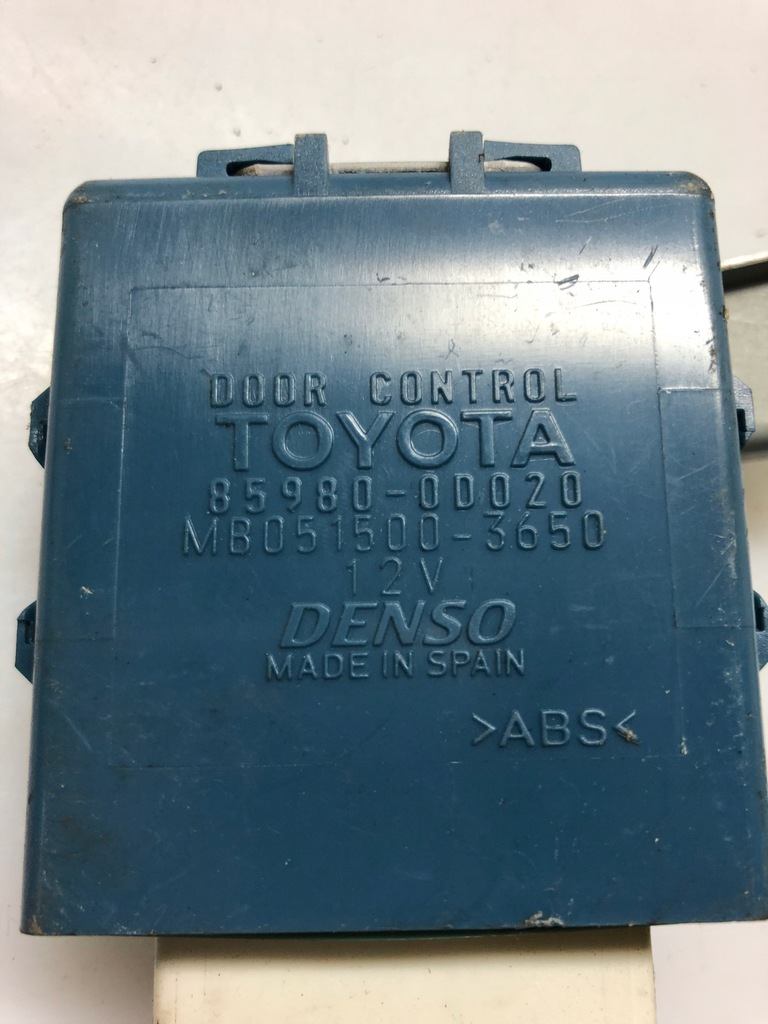 DOOR CONTROL
TOYOTA
85980-0D020
MB051500-3650
12V
DENSO
MADE IN SPAIN
>ABS<